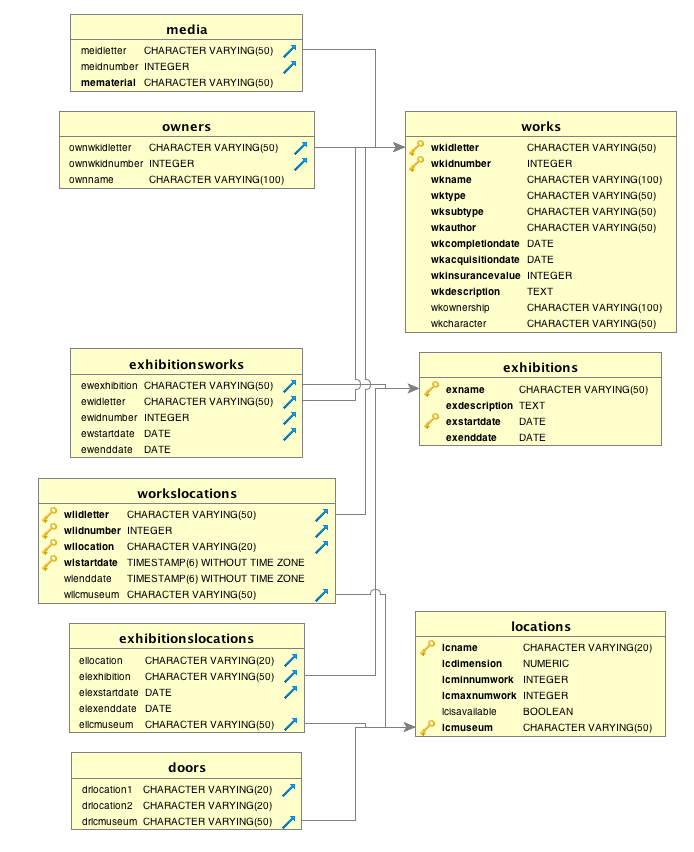 media
meidletter CHARACTER VARYING(50)
meidnumber INTEGER
mematerial CHARACTER VARYING(50)
owners
ownwkidletter CHARACTER VARYING(50)
ownwkidnumber INTEGER
ownname CHARACTER VARYING(100)
works
wkidletter CHARACTER VARYING(50)
wkidnumber INTEGER
wkname CHARACTER VARYING(100)
wktype CHARACTER VARYING(50)
wksubtype CHARACTER VARYING(50)
wkauthor CHARACTER VARYING(50)
wkcompletiondate DATE
wkacquisitiondate DATE
wkinsurancevalue INTEGER
wkdescription TEXT
wkownership CHARACTER VARYING(100)
wkcharacter CHARACTER VARYING(50)
exhibitionsworks
ewexhibition CHARACTER VARYING(50)
ewidletter CHARACTER VARYING(50)
ewidnumber INTEGER
ewstartdate DATE
ewenddate DATE
exhibitions
exname CHARACTER VARYING(50)
exdescription TEXT
exstartdate DATE
exenddate DATE
workslocations
wlidletter CHARACTER VARYING(50)
wlidnumber INTEGER
wllocation CHARACTER VARYING(20)
wlstartdate TIMESTAMP(6) WITHOUT TIME ZONE
wlenddate TIMESTAMP(6) WITHOUT TIME ZONE
wllcmuseum CHARACTER VARYING(50)
exhibitionslocations
ellocation CHARACTER VARYING(20)
elexhibition CHARACTER VARYING(50)
elexstartdate DATE
elexenddate DATE
ellcmuseum CHARACTER VARYING(50)
locations
lcname CHARACTER VARYING(20)
lcdimension NUMERIC
lcminnumwork INTEGER
lcmaxnumwork INTEGER
lcisavailable BOOLEAN
lcmuseum CHARACTER VARYING(50)
doors
drlocation1 CHARACTER VARYING(20)
drlocation2 CHARACTER VARYING(20)
drlcmuseum CHARACTER VARYING(50)